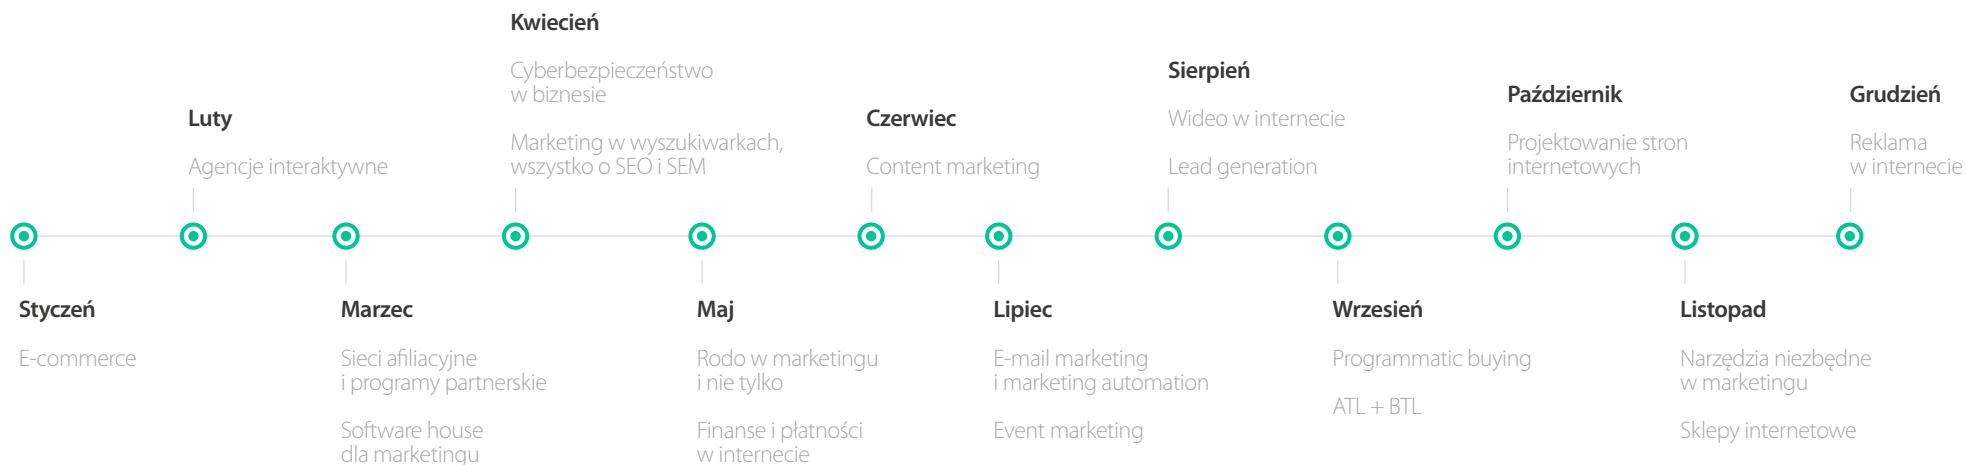 Kwiecień
Cyberbezpieczeństwo
w biznesie
Marketing w wyszukiwarkach,
wszystko o SEO i SEM
Luty
Agencje interaktywne
Czerwiec
Content marketing
Sierpień
Wideo w internecie
Lead generation
Październik
Projektowanie stron
internetowych
Grudzień
Reklama
w internecie
Styczeń
E-commerce
Marzec
Sieci afiliacyjne
i programy partnerskie
Software house
dla marketingu
Maj
Rodo w marketingu
i nie tylko
Finanse i płatności
w internecie
Lipiec
E-mail marketing
i marketing automation
Event marketing
Wrzesień
Programmatic buying
ATL + BTL
Listopad
Narzędzia niezbędne
w marketingu
Sklepy internetowe